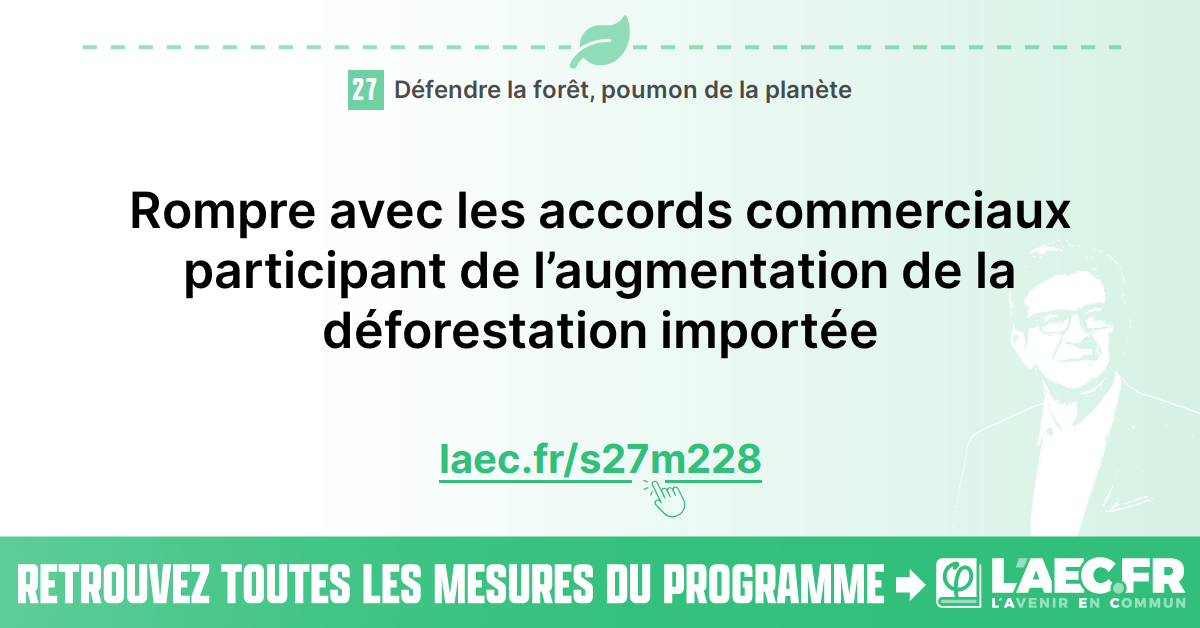 27 Défendre la forêt, poumon de la planète
Rompre avec les accords commerciaux
participant de l’augmentation de la
déforestation importée
laec.fr/s27m228
RETROUVEZ TOUTES LES MESURES DU PROGRAMME
φ L'AEC.FR
L'AVENIR EN COMMUN